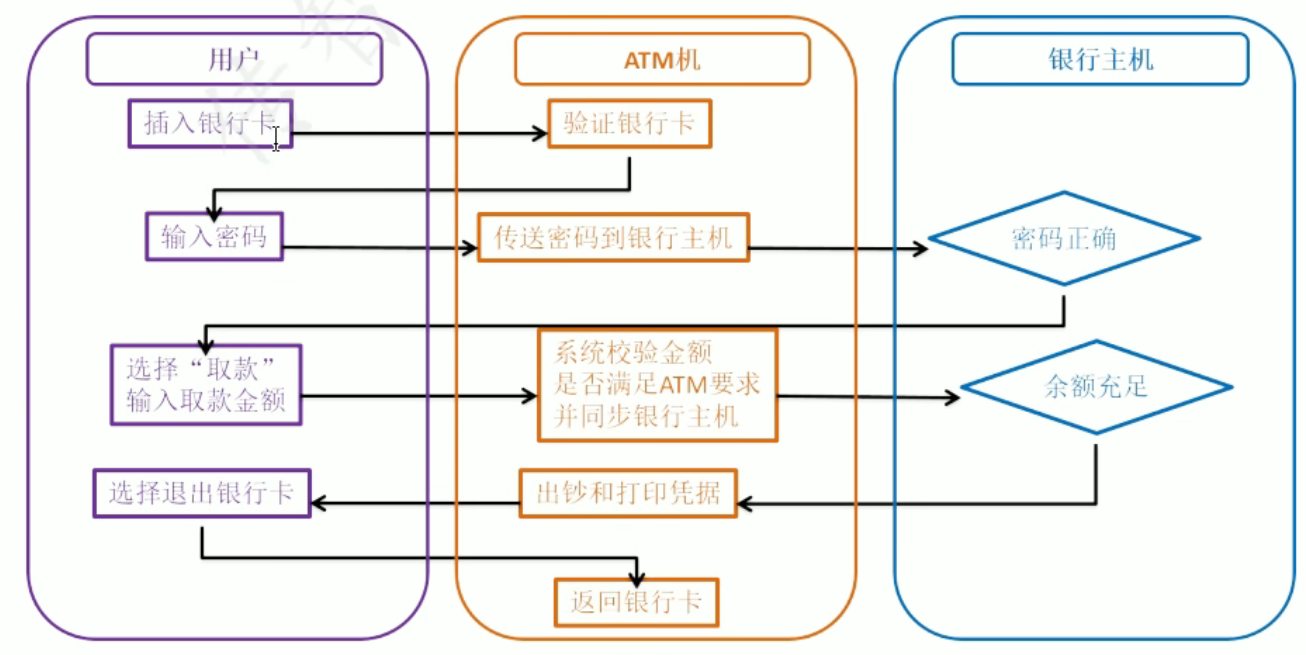 用户
ATM机
银行主机
插入银行卡
验证银行卡
输入密码
传送密码到银行主机
密码正确
选择“取款”
输入取款金额
系统校验金额
是否满足ATM要求
并同步银行主机
余额充足
选择退出银行卡
出钞和打印凭据
返回银行卡